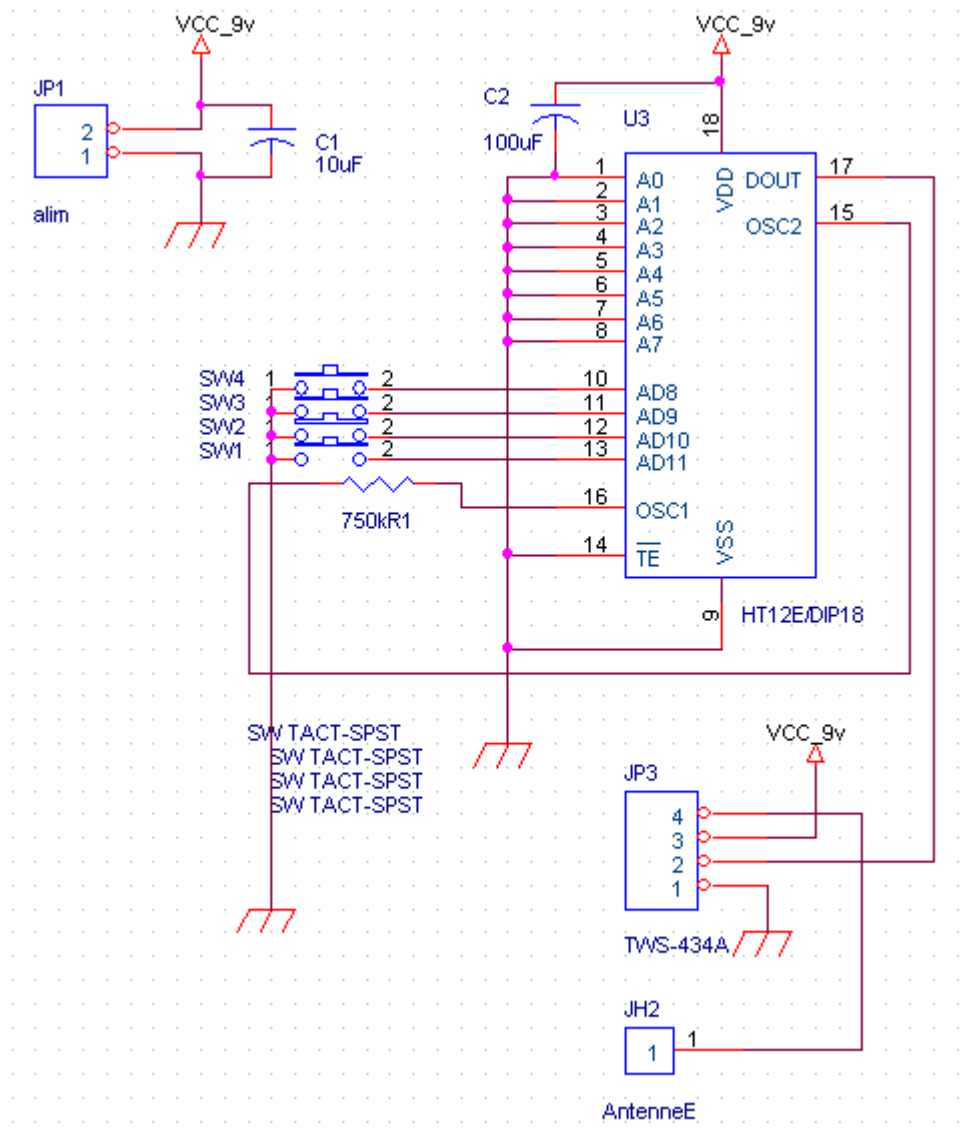 VCC_9v
JP1
2
1
C1
10uF
alim
VCC_9v
C2
100uF
U3
18
VDD
1 A0
2 A1
3 A2
4 A3
5 A4
6 A5
7 A6
8 A7
DOUT 17
OSC2 15
SW4 1 2 10 AD8
SW3 1 2 11 AD9
SW2 1 2 12 AD10
SW1 1 2 13 AD11
750kR1
16 OSC1
14 TE
VSS
9
HT12E/DIP18
SW TACT-SPST
SW TACT-SPST
SW TACT-SPST
SW TACT-SPST
VCC_9v
JP3
4
3
2
1
TWS-434A
JH2
1 1
AntenneE